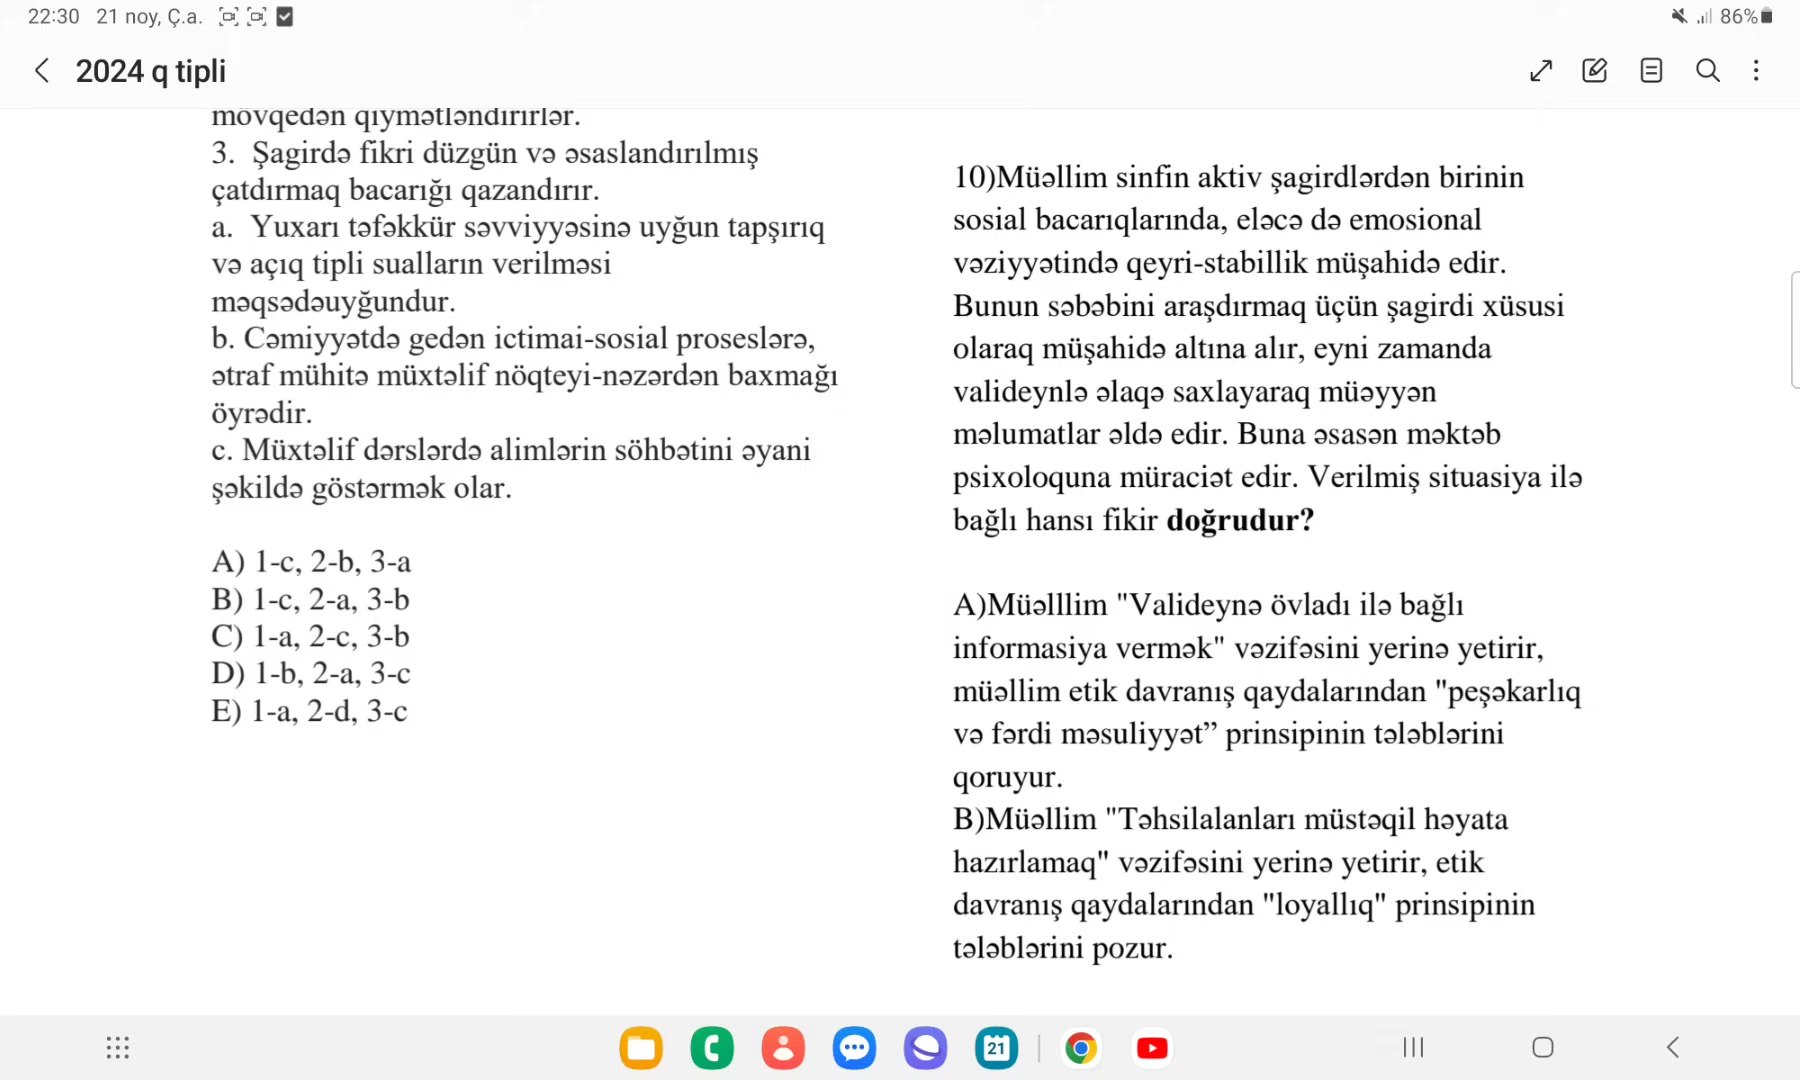 22:30 21 noy, Ç.a.
86%
2024 q tipli
mövqedən qiymətləndirirlər.
3. Şagirdə fikri düzgün və əsaslandırılmış
çatdırmaq bacarığı qazandırır.
a. Yuxarı təfəkkür səvviyyəsinə uyğun tapşırıq
və açıq tipli sualların verilməsi
məqsədəuyğundur.
b. Cəmiyyətdə gedən ictimai-sosial proseslərə,
ətraf mühitə müxtəlif nöqteyi-nəzərdən baxmağı
öyrədir.
c. Müxtəlif dərslərdə alimlərin söhbətini əyani
şəkildə göstərmək olar.
A) 1-c, 2-b, 3-a
B) 1-c, 2-a, 3-b
C) 1-a, 2-c, 3-b
D) 1-b, 2-a, 3-c
E) 1-a, 2-d, 3-c
10)Müəllim sinfin aktiv şagirdlərdən birinin
sosial bacarıqlarında, eləcə də emosional
vəziyyətində qeyri-stabillik müşahidə edir.
Bunun səbəbini araşdırmaq üçün şagirdi xüsusi
olaraq müşahidə altına alır, eyni zamanda
valideynlə əlaqə saxlayaraq müəyyən
məlumatlar əldə edir. Buna əsasən məktəb
psixoloquna müraciət edir. Verilmiş situasiya ilə
bağlı hansı fikir doğrudur?
A)Müəlllim "Valideynə övladı ilə bağlı
informasiya vermək" vəzifəsini yerinə yetirir,
müəllim etik davranış qaydalarından "peşəkarlıq
və fərdi məsuliyyət” prinsipinin tələblərini
qoruyur.
B)Müəllim "Təhsilalanları müstəqil həyata
hazırlamaq" vəzifəsini yerinə yetirir, etik
davranış qaydalarından "loyallıq" prinsipinin
tələblərini pozur.
21